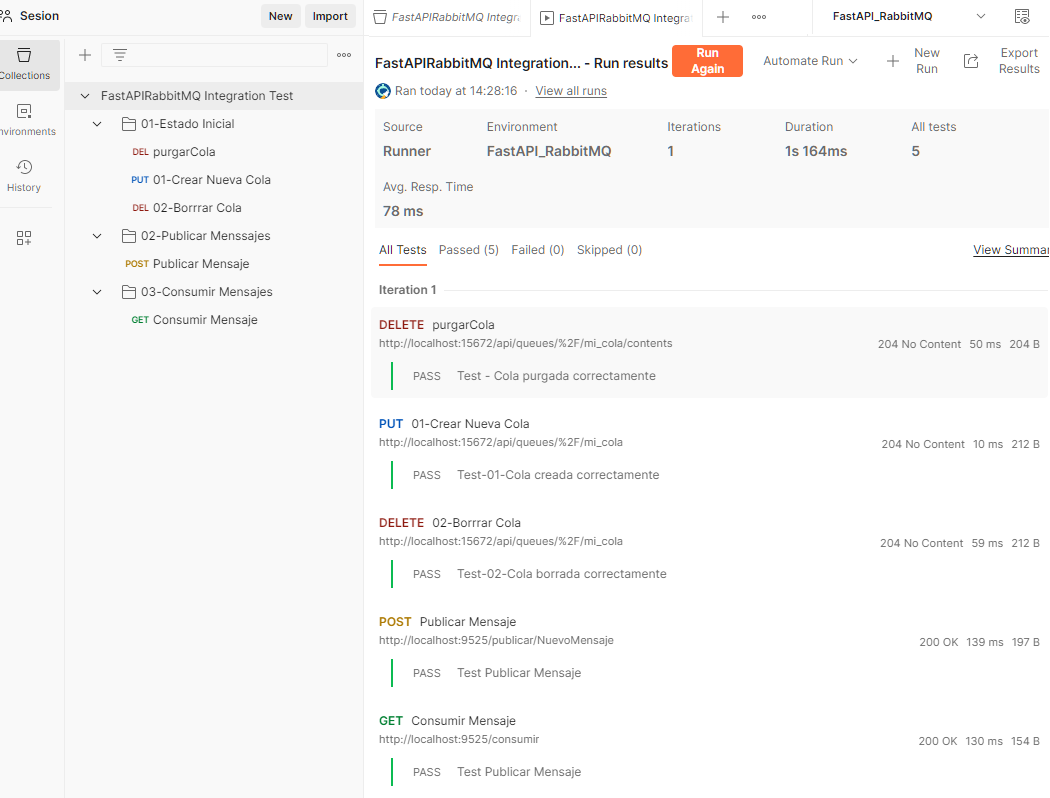 Sesion
New
Import
FastAPIRabbitMQ Integr
FastAPIRabbitMQ Integra
FastAPI_RabbitMQ
Collections
nvironments
History
FastAPIRabbitMQ Integration Test
01-Estado Inicial
DEL purgarCola
PUT 01-Crear Nueva Cola
DEL 02-Borrrar Cola
02-Publicar Menssajes
POST Publicar Mensaje
03-Consumir Mensajes
GET Consumir Mensaje
FastAPIRabbitMQ Integration... - Run results
Run Again
Automate Run
New Run
Export Results
Ran today at 14:28:16 · View all runs
Source Environment Iterations Duration All tests
Runner FastAPI_RabbitMQ 1 1s 164ms 5
Avg. Resp. Time
78 ms
All Tests Passed (5) Failed (0) Skipped (0) View Summar
Iteration 1
DELETE purgarCola
http://localhost:15672/api/queues/%2F/mi_cola/contents 204 No Content 50 ms 204 B
PASS Test - Cola purgada correctamente
PUT 01-Crear Nueva Cola
http://localhost:15672/api/queues/%2F/mi_cola 204 No Content 10 ms 212 B
PASS Test-01-Cola creada correctamente
DELETE 02-Borrrar Cola
http://localhost:15672/api/queues/%2F/mi_cola 204 No Content 59 ms 212 B
PASS Test-02-Cola borrada correctamente
POST Publicar Mensaje
http://localhost:9525/publicar/NuevoMensaje 200 OK 139 ms 197 B
PASS Test Publicar Mensaje
GET Consumir Mensaje
http://localhost:9525/consumir 200 OK 130 ms 154 B
PASS Test Publicar Mensaje